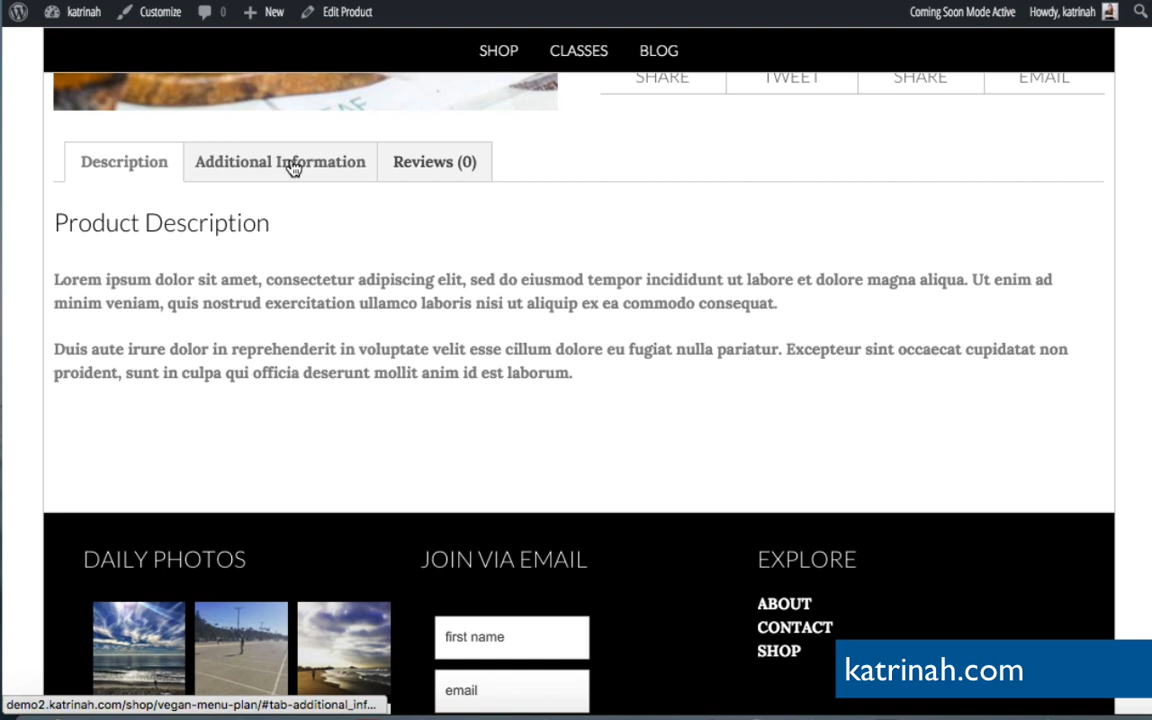 katrinah Customize 0 New Edit Product Coming Soon Mode Active Howdy, katrinah
SHOP CLASSES BLOG
SHARE TWEET SHARE EMAIL
Description Additional Information Reviews (0)
Product Description
Lorem ipsum dolor sit amet, consectetur adipiscing elit, sed do eiusmod tempor incididunt ut labore et dolore magna aliqua. Ut enim ad
minim veniam, quis nostrud exercitation ullamco laboris nisi ut aliquip ex ea commodo consequat.
Duis aute irure dolor in reprehenderit in voluptate velit esse cillum dolore eu fugiat nulla pariatur. Excepteur sint occaecat cupidatat non
proident, sunt in culpa qui officia deserunt mollit anim id est laborum.
DAILY PHOTOS JOIN VIA EMAIL EXPLORE
ABOUT
CONTACT
SHOP
first name
email
katrinah.com
demo2.katrinah.com/shop/vegan-menu-plan/#tab-additional_inf...